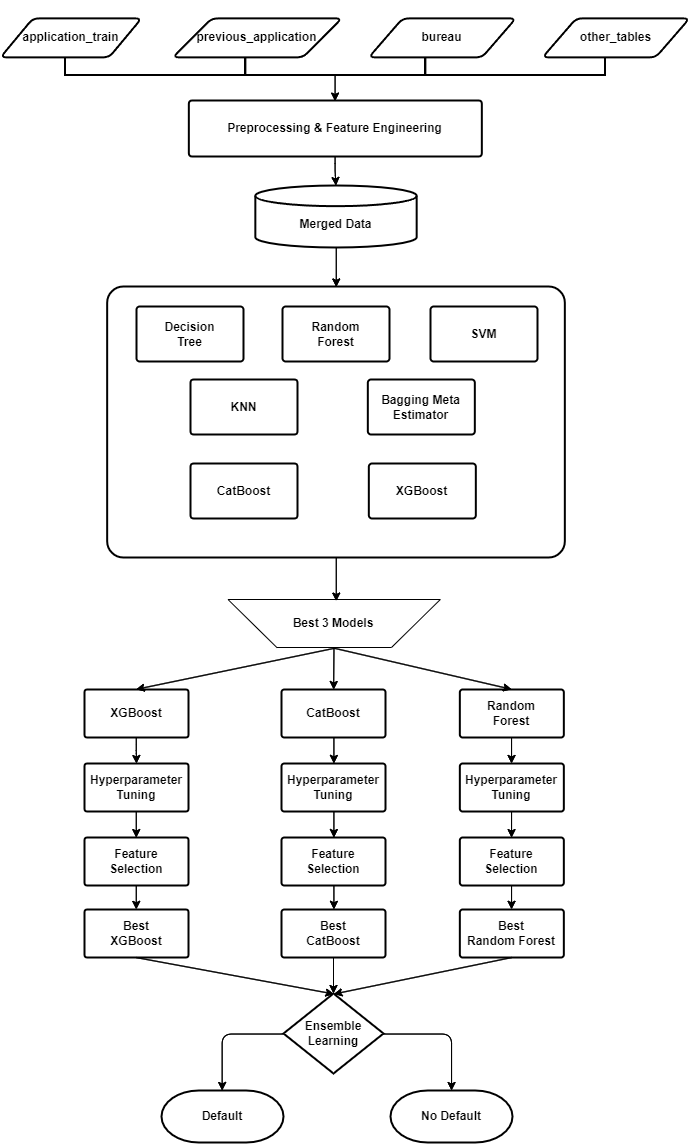 application_train
previous_application
bureau
other_tables
Preprocessing & Feature Engineering
Merged Data
Decision
Tree
Random
Forest
SVM
KNN
Bagging Meta
Estimator
CatBoost
XGBoost
Best 3 Models
XGBoost
CatBoost
Random
Forest
Hyperparameter
Tuning
Hyperparameter
Tuning
Hyperparameter
Tuning
Feature
Selection
Feature
Selection
Feature
Selection
Best
XGBoost
Best
CatBoost
Best
Random Forest
Ensemble
Learning
Default
No Default